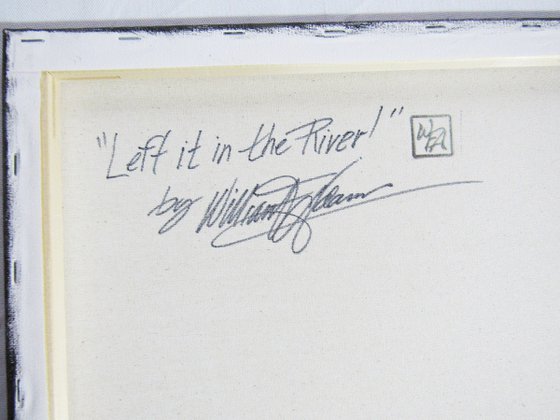 "Left it in the River!"
by William